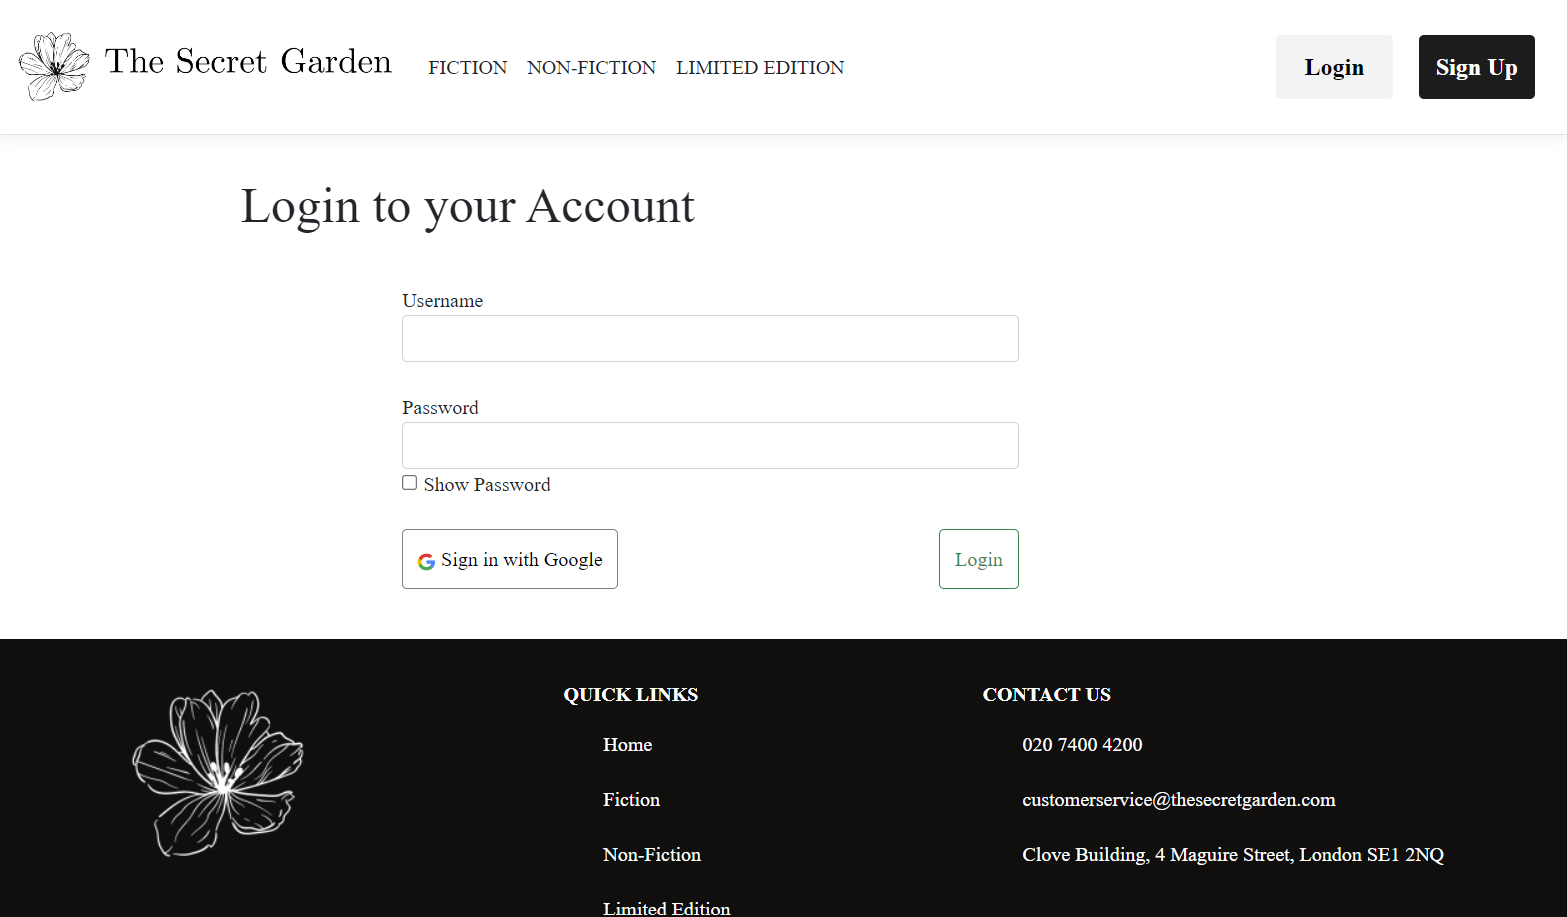 The Secret Garden
FICTION NON-FICTION LIMITED EDITION
Login
Sign Up
Login to your Account
Username
Password
Show Password
Sign in with Google
Login
QUICK LINKS
Home
Fiction
Non-Fiction
Limited Edition
CONTACT US
020 7400 4200
customerservice@thesecretgarden.com
Clove Building, 4 Maguire Street, London SE1 2NQ